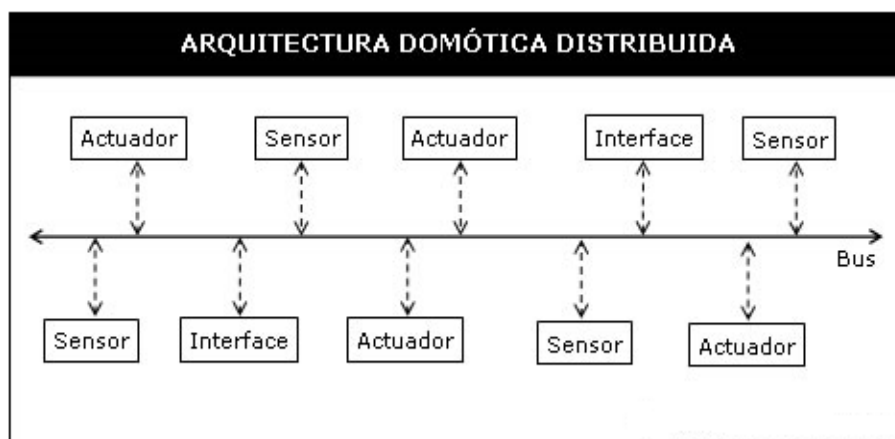 ARQUITECTURA DOMÓTICA DISTRIBUIDA
Actuador
Sensor
Actuador
Interface
Sensor
Bus
Sensor
Interface
Actuador
Sensor
Actuador